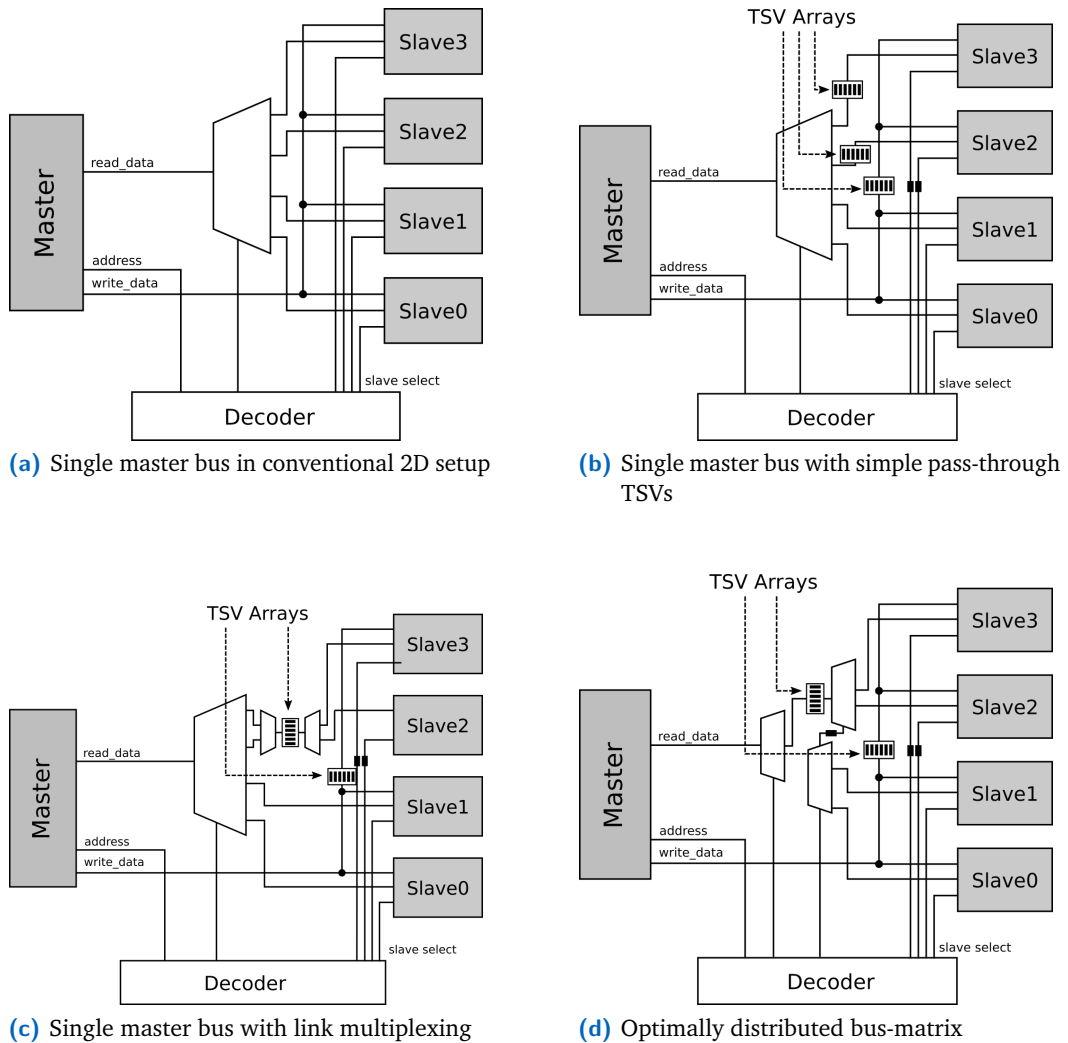 Slave3
Slave2
Slave1
Slave0
Master
read_data
address
write_data
slave select
Decoder
(a) Single master bus in conventional 2D setup
TSV Arrays
Slave3
Slave2
Slave1
Slave0
Master
read_data
address
write_data
slave select
Decoder
(b) Single master bus with simple pass-through
TSVs
TSV Arrays
Slave3
Slave2
Slave1
Slave0
Master
read_data
address
write_data
slave select
Decoder
(c) Single master bus with link multiplexing
TSV Arrays
Slave3
Slave2
Slave1
Slave0
Master
read_data
address
write_data
slave select
Decoder
(d) Optimally distributed bus-matrix